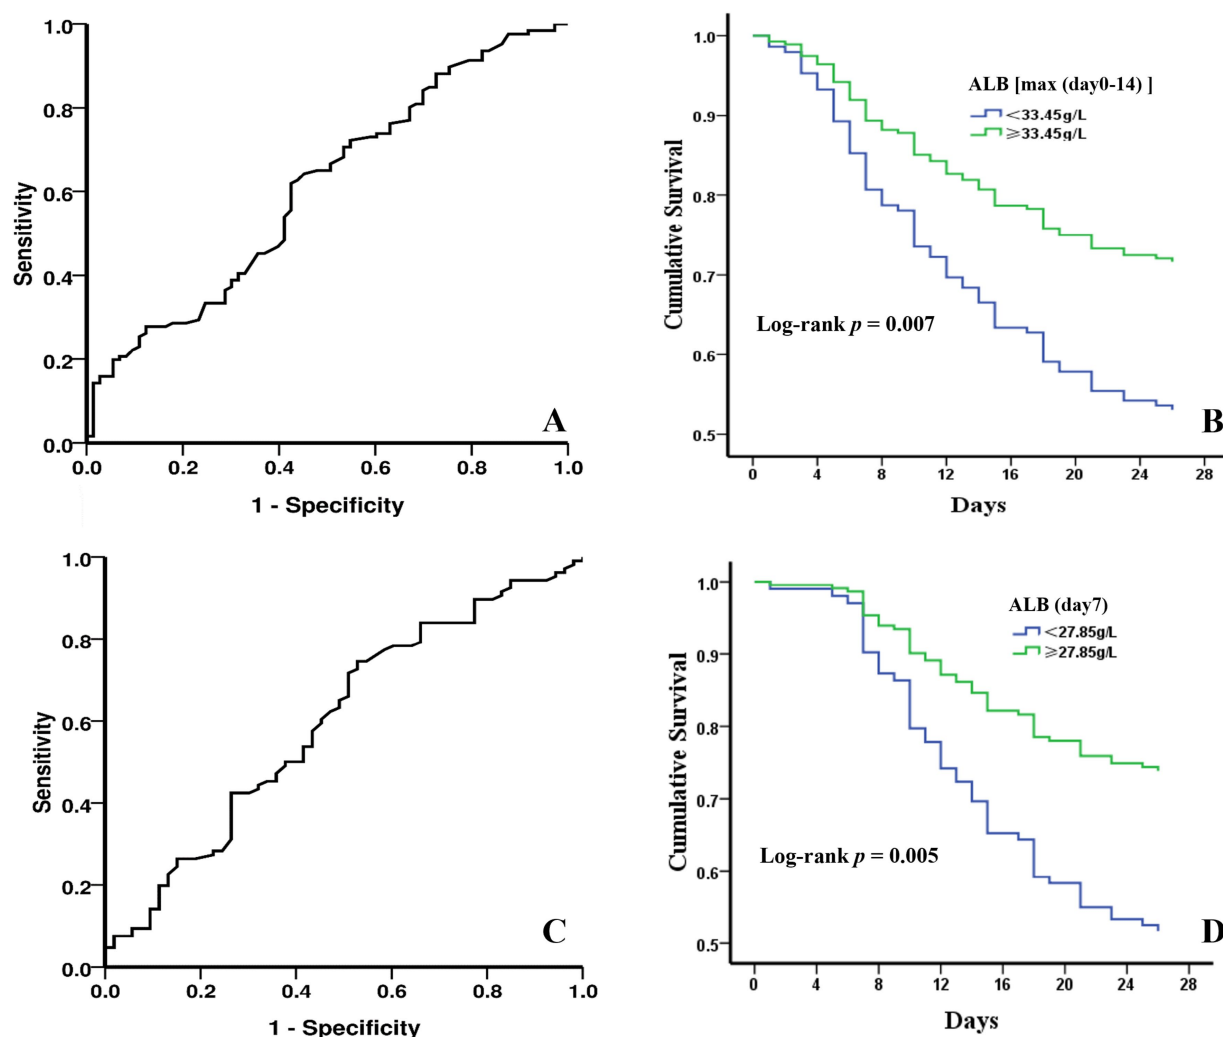 1.0
0.8
0.6
0.4
0.2
0.0
Sensitivity
0.0 0.2 0.4 0.6 0.8 1.0
1 - Specificity
A
1.0
0.9
0.8
0.7
0.6
0.5
Cumulative Survival
ALB [max (day0-14) ]
<33.45g/L
≥33.45g/L
Log-rank p = 0.007
0 4 8 12 16 20 24 28
Days
B
1.0
0.8
0.6
0.4
0.2
0.0
Sensitivity
0.0 0.2 0.4 0.6 0.8 1.0
1 - Specificity
C
1.0
0.9
0.8
0.7
0.6
0.5
Cumulative Survival
ALB (day7)
<27.85g/L
≥27.85g/L
Log-rank p = 0.005
0 4 8 12 16 20 24 28
Days
D